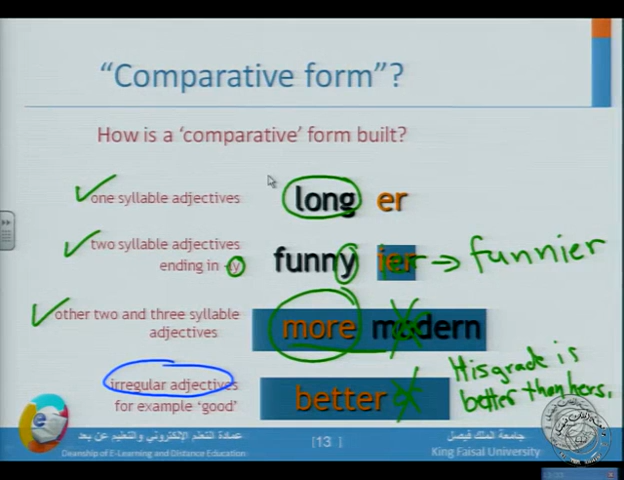 “Comparative form”?
How is a ‘comparative’ form built?
one syllable adjectives
long er
two syllable adjectives
ending in -y
funny ier → funnier
other two and three syllable
adjectives
more modern
irregular adjectives
for example ‘good’
better
His grade is
better than hers.
عمادة التعلم الإلكتروني والتعليم عن بعد
Deanship of E-Learning and Distance Education
[13]
جامعة الملك فيصل
King Faisal University